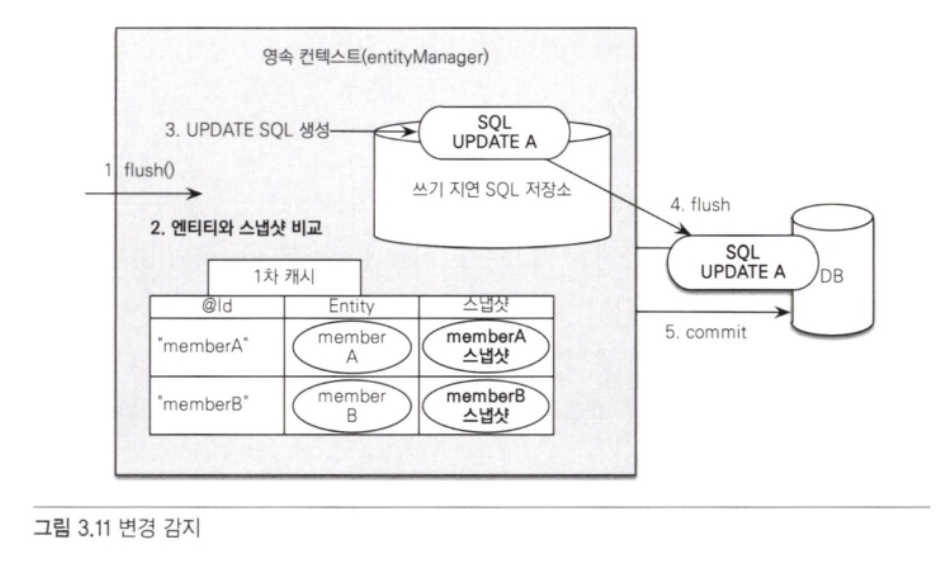 영속 컨텍스트(entityManager)
3. UPDATE SQL 생성
SQL
UPDATE A
쓰기 지연 SQL 저장소
1 flush()
2. 엔티티와 스냅샷 비교
4. flush
SQL
UPDATE A
DB
5. commit
1차 캐시
@Id Entity 스냅샷
"memberA" member A memberA 스냅샷
"memberB" member B memberB 스냅샷
그림 3.11 변경 감지